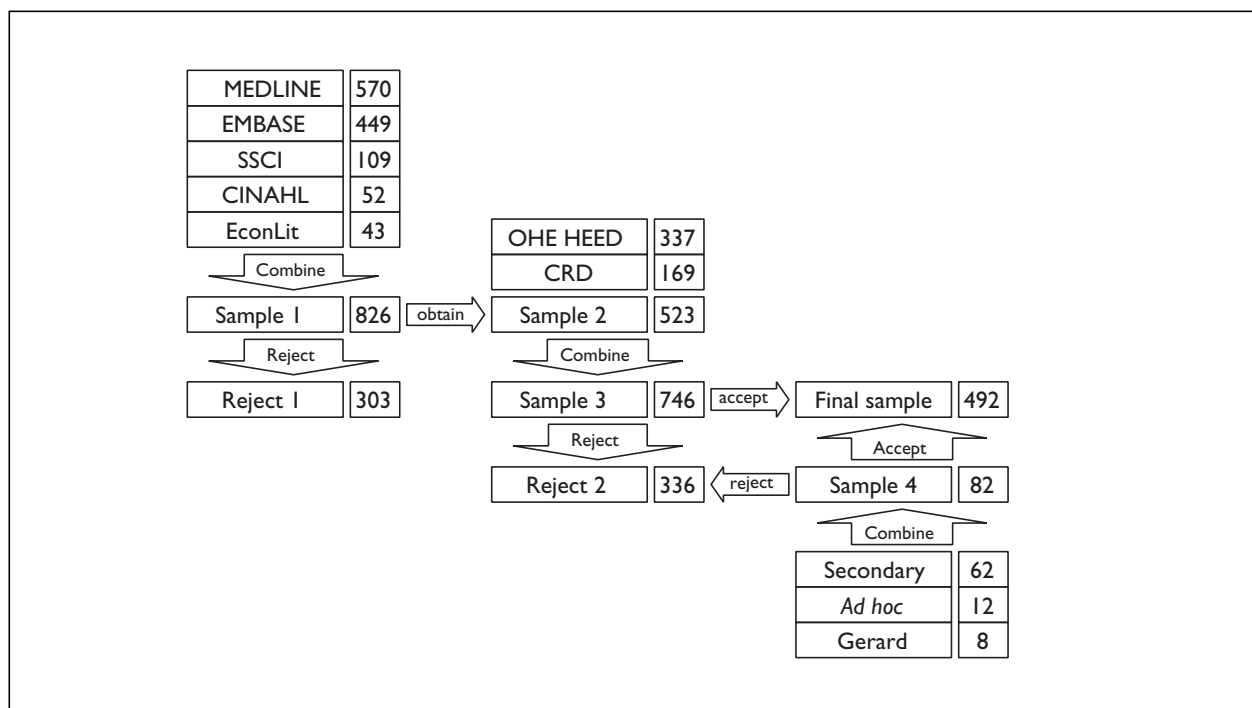 MEDLINE 570
EMBASE 449
SSCI 109
CINAHL 52
EconLit 43
Combine
Sample 1 826
obtain
Reject
Reject 1 303
OHE HEED 337
CRD 169
Sample 2 523
Combine
Sample 3 746
accept
Reject
Reject 2 336
reject
Final sample 492
Accept
Sample 4 82
Combine
Secondary 62
Ad hoc 12
Gerard 8